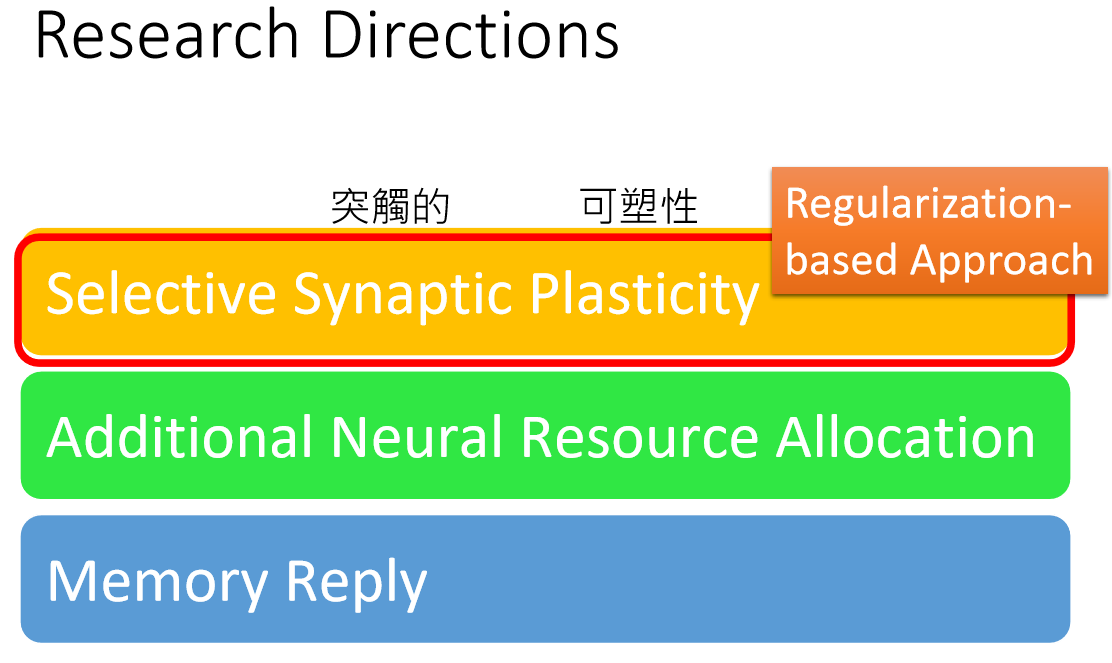 Research Directions
突觸的 可塑性
Regularization-
based Approach
Selective Synaptic Plasticity
Additional Neural Resource Allocation
Memory Reply